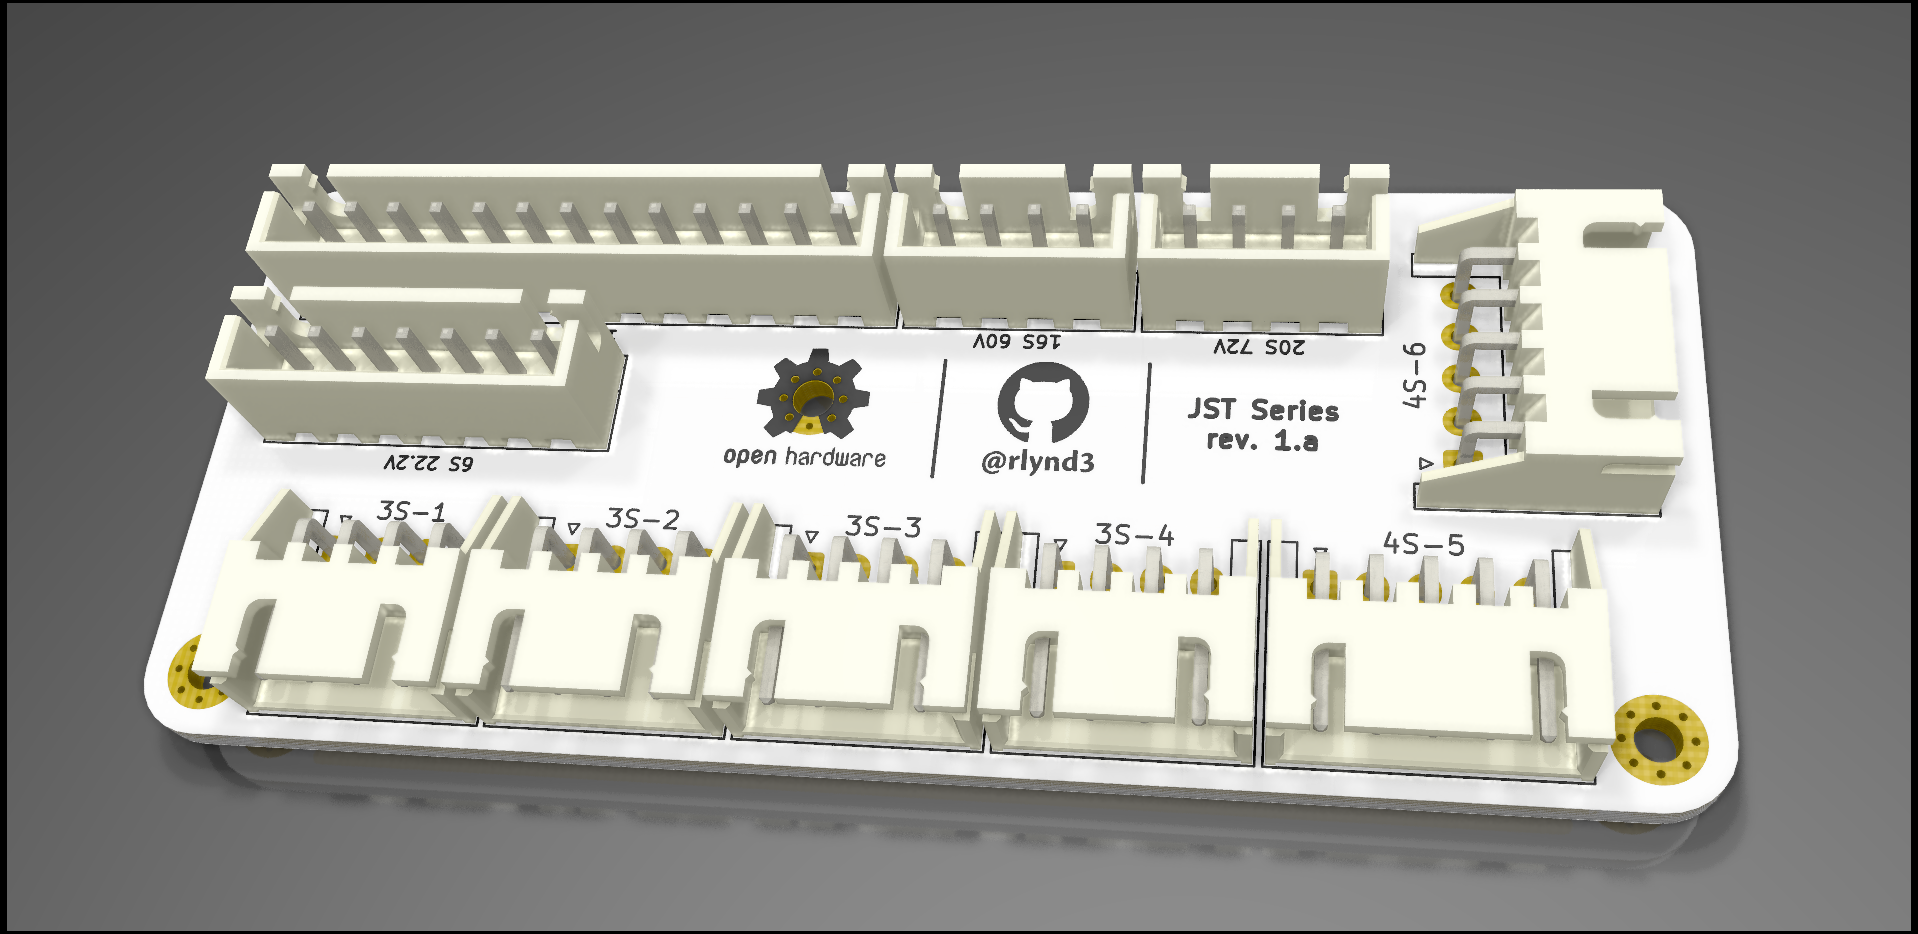 16S 60V
20S 72V
6S 22.2V
open hardware
@rlynd3
JST Series
rev. 1.a
4S-6
3S-1
3S-2
3S-3
3S-4
4S-5